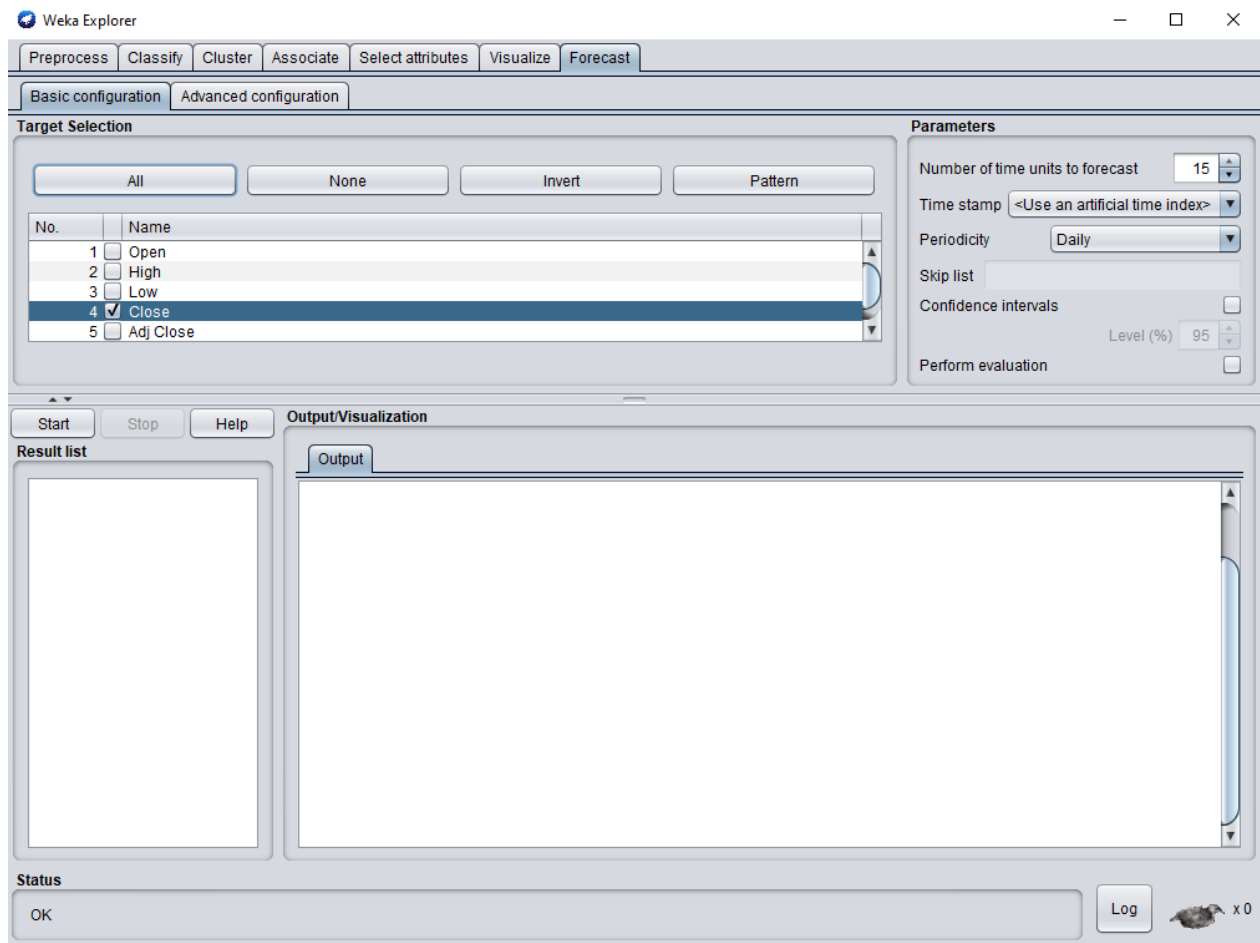 Weka Explorer
Preprocess Classify Cluster Associate Select attributes Visualize Forecast
Basic configuration Advanced configuration
Target Selection
All None Invert Pattern
No. Name
1 Open
2 High
3 Low
4 Close
5 Adj Close
Parameters
Number of time units to forecast 15
Time stamp <Use an artificial time index>
Periodicity Daily
Skip list
Confidence intervals
Level (%) 95
Perform evaluation
Start Stop Help
Result list
Output/Visualization
Output
Status
OK
Log
x 0